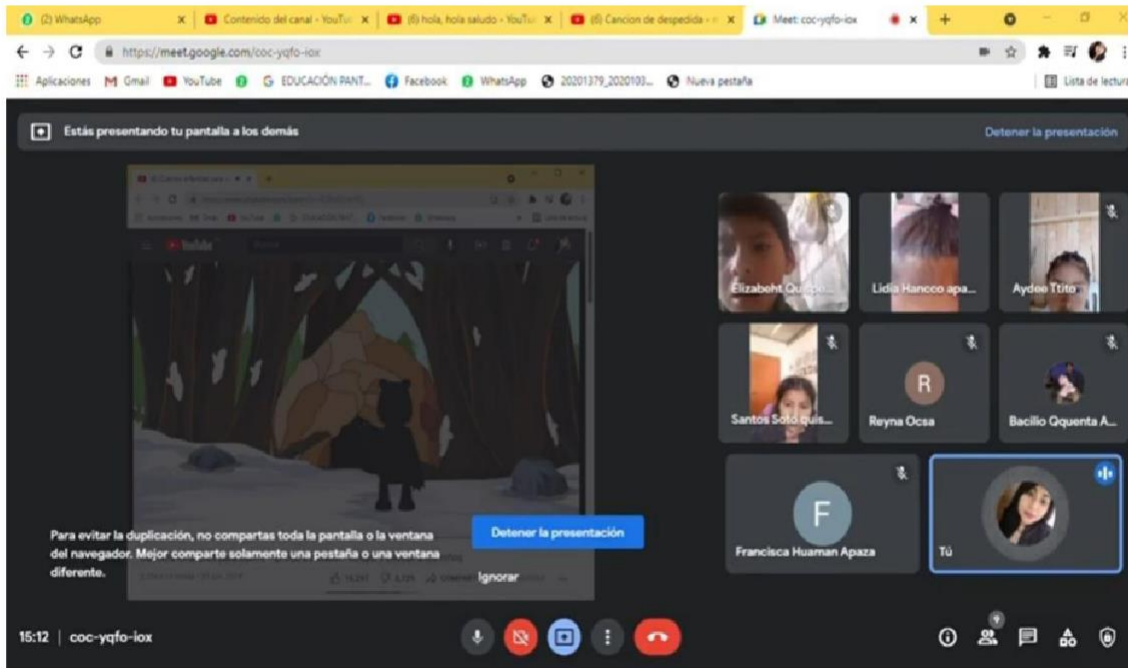 (2) WhatsApp
Contenido del canal - YouTu
(6) hola, hola saludo - YouTu
(6) Cancion de despedida -
Meet: coc-yqfo-iox
https://meet.google.com/coc-yqfo-iox
Aplicaciones
Gmail
YouTube
EDUCACIÓN PANT...
Facebook
WhatsApp
20201379_2020103...
Nueva pestaña
Lista de lectura
Estás presentando tu pantalla a los demás
Detener la presentación
YouTube
Elizabeht Quispe...
Lidia Hancco apa...
Aydee Ttito
Santos Soto quis...
R
Reyna Ocsa
Bacilio Qquenta A...
F
Francisca Huaman Apaza
Tú
Para evitar la duplicación, no compartas toda la pantalla o la ventana
del navegador. Mejor comparte solamente una pestaña o una ventana
diferente.
Detener la presentación
Ignorar
15:12 | coc-yqfo-iox
9